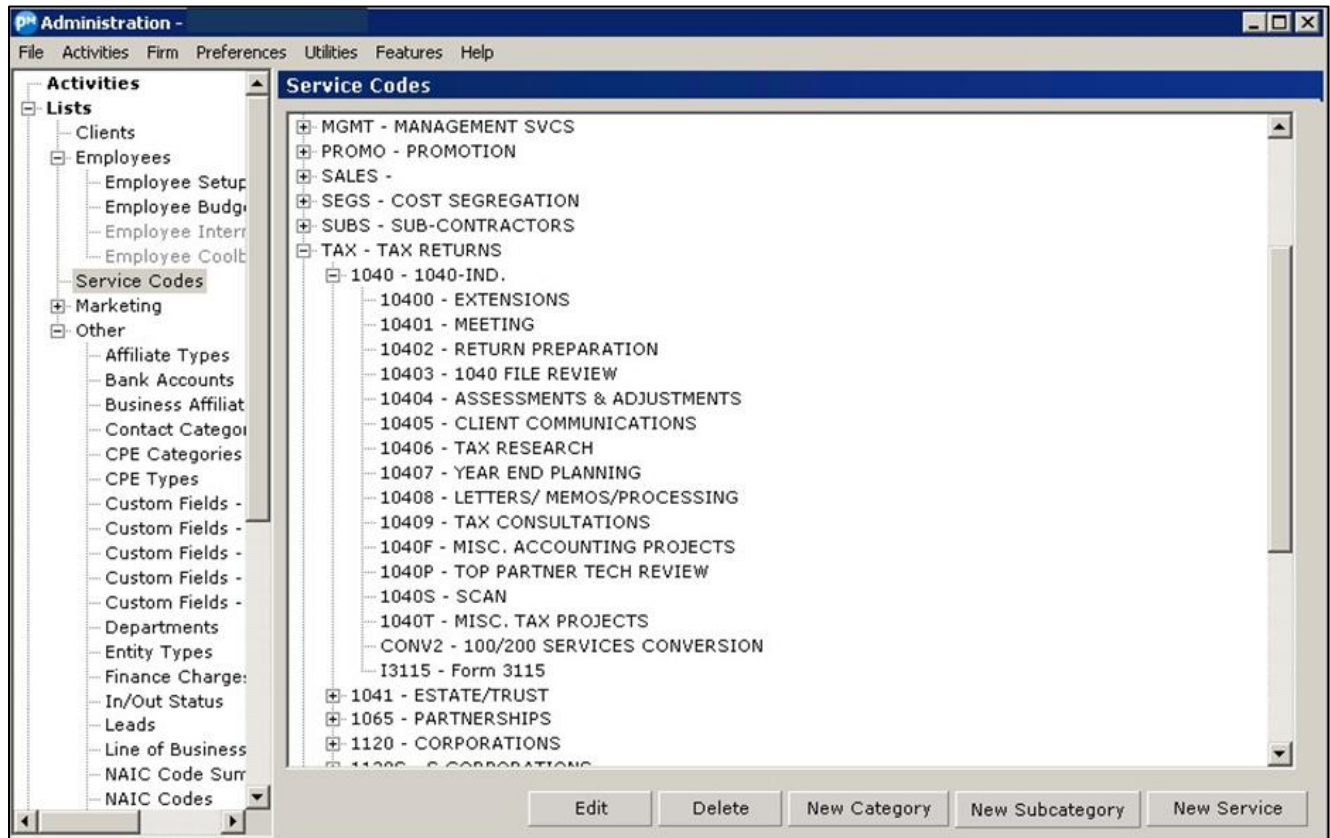 PM Administration -
File Activities Firm Preferences Utilities Features Help
Activities
Lists
Clients
Employees
Employee Setup
Employee Budg
Employee Intern
Employee Coolb
Service Codes
Marketing
Other
Affiliate Types
Bank Accounts
Business Affiliat
Contact Categor
CPE Categories
CPE Types
Custom Fields -
Custom Fields -
Custom Fields -
Custom Fields -
Custom Fields -
Departments
Entity Types
Finance Charges
In/Out Status
Leads
Line of Business
NAIC Code Sum
NAIC Codes
Service Codes
MGMT - MANAGEMENT SVCS
PROMO - PROMOTION
SALES -
SEGS - COST SEGREGATION
SUBS - SUB-CONTRACTORS
TAX - TAX RETURNS
1040 - 1040-IND.
10400 - EXTENSIONS
10401 - MEETING
10402 - RETURN PREPARATION
10403 - 1040 FILE REVIEW
10404 - ASSESSMENTS & ADJUSTMENTS
10405 - CLIENT COMMUNICATIONS
10406 - TAX RESEARCH
10407 - YEAR END PLANNING
10408 - LETTERS/ MEMOS/PROCESSING
10409 - TAX CONSULTATIONS
1040F - MISC. ACCOUNTING PROJECTS
1040P - TOP PARTNER TECH REVIEW
1040S - SCAN
1040T - MISC. TAX PROJECTS
CONV2 - 100/200 SERVICES CONVERSION
I3115 - Form 3115
1041 - ESTATE/TRUST
1065 - PARTNERSHIPS
1120 - CORPORATIONS
1120S - S CORPORATIONS
Edit Delete New Category New Subcategory New Service